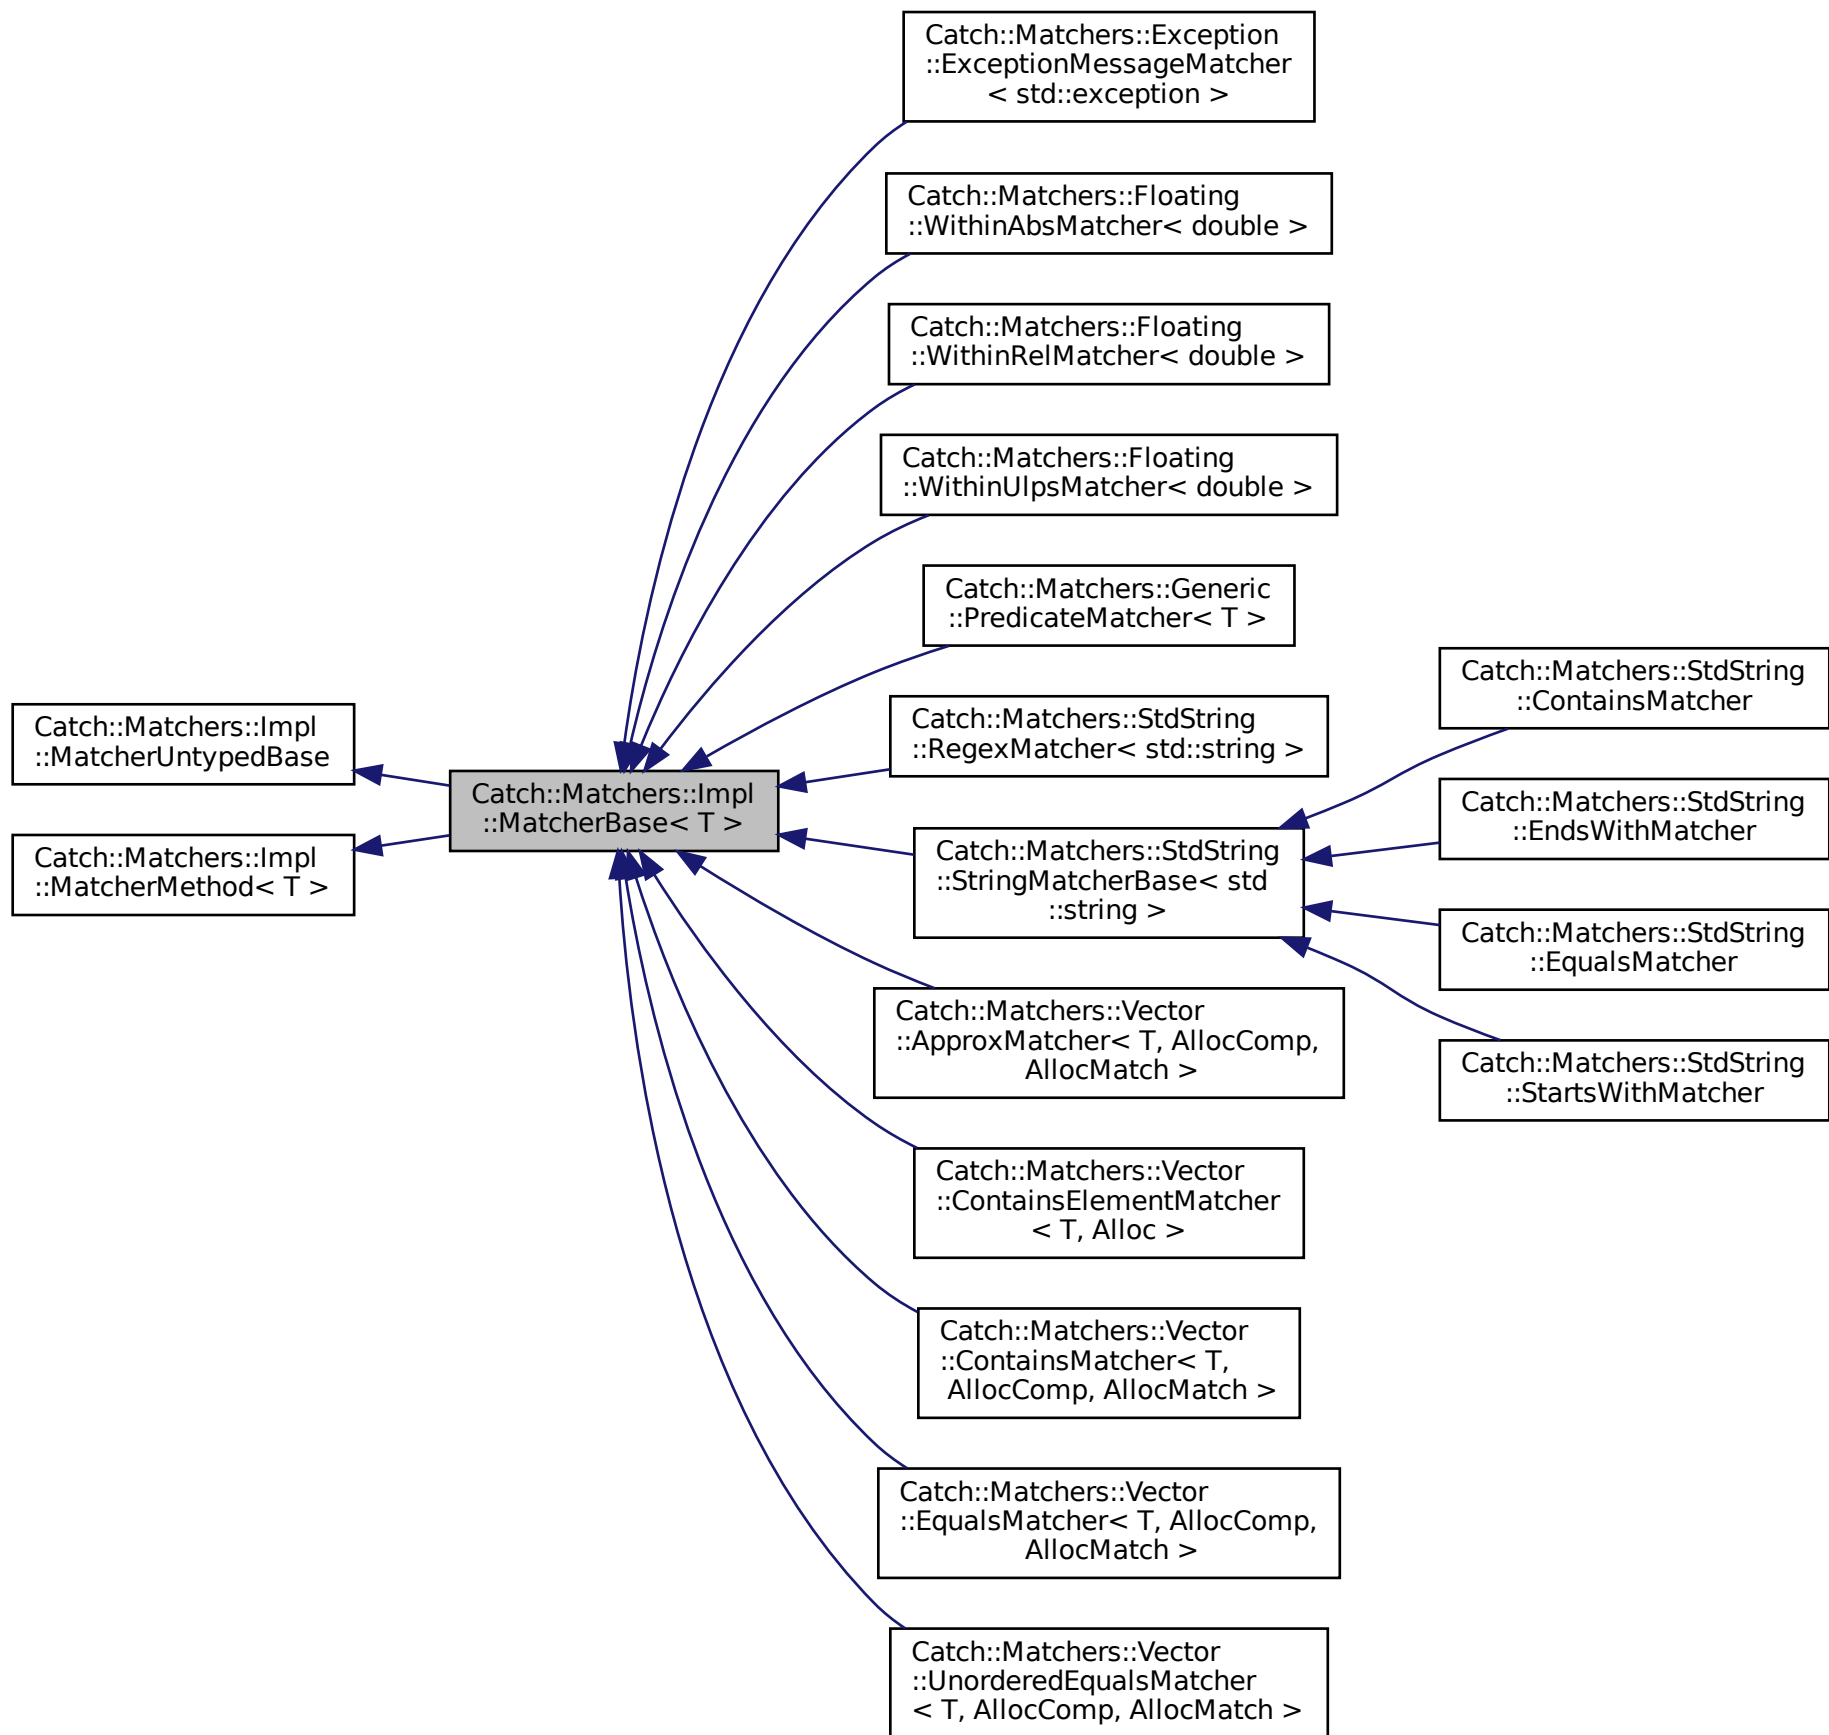 Catch::Matchers::Impl
::MatcherUntypedBase
Catch::Matchers::Impl
::MatcherMethod< T >
Catch::Matchers::Impl
::MatcherBase< T >
Catch::Matchers::Exception
::ExceptionMessageMatcher
< std::exception >
Catch::Matchers::Floating
::WithinAbsMatcher< double >
Catch::Matchers::Floating
::WithinRelMatcher< double >
Catch::Matchers::Floating
::WithinUlpsMatcher< double >
Catch::Matchers::Generic
::PredicateMatcher< T >
Catch::Matchers::StdString
::RegexMatcher< std::string >
Catch::Matchers::StdString
::StringMatcherBase< std
::string >
Catch::Matchers::Vector
::ApproxMatcher< T, AllocComp,
AllocMatch >
Catch::Matchers::Vector
::ContainsElementMatcher
< T, Alloc >
Catch::Matchers::Vector
::ContainsMatcher< T,
AllocComp, AllocMatch >
Catch::Matchers::Vector
::EqualsMatcher< T, AllocComp,
AllocMatch >
Catch::Matchers::Vector
::UnorderedEqualsMatcher
< T, AllocComp, AllocMatch >
Catch::Matchers::StdString
::ContainsMatcher
Catch::Matchers::StdString
::EndsWithMatcher
Catch::Matchers::StdString
::EqualsMatcher
Catch::Matchers::StdString
::StartsWithMatcher